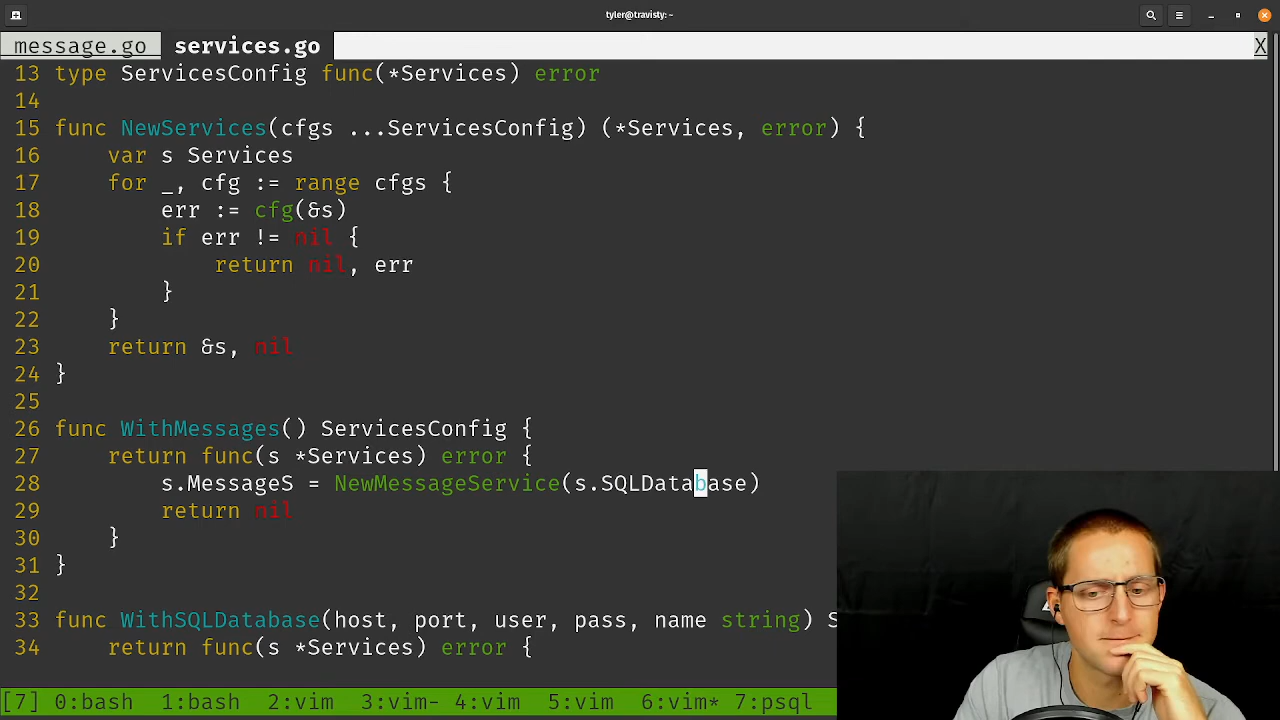 tyler@travisty: ~
message.go services.go X
13 type ServicesConfig func(*Services) error
14
15 func NewServices(cfgs ...ServicesConfig) (*Services, error) {
16 var s Services
17 for _, cfg := range cfgs {
18 err := cfg(&s)
19 if err != nil {
20 return nil, err
21 }
22 }
23 return &s, nil
24 }
25
26 func WithMessages() ServicesConfig {
27 return func(s *Services) error {
28 s.MessageS = NewMessageService(s.SQLDatabase)
29 return nil
30 }
31 }
32
33 func WithSQLDatabase(host, port, user, pass, name string) S
34 return func(s *Services) error {
[7] 0:bash 1:bash 2:vim 3:vim- 4:vim 5:vim 6:vim* 7:psql